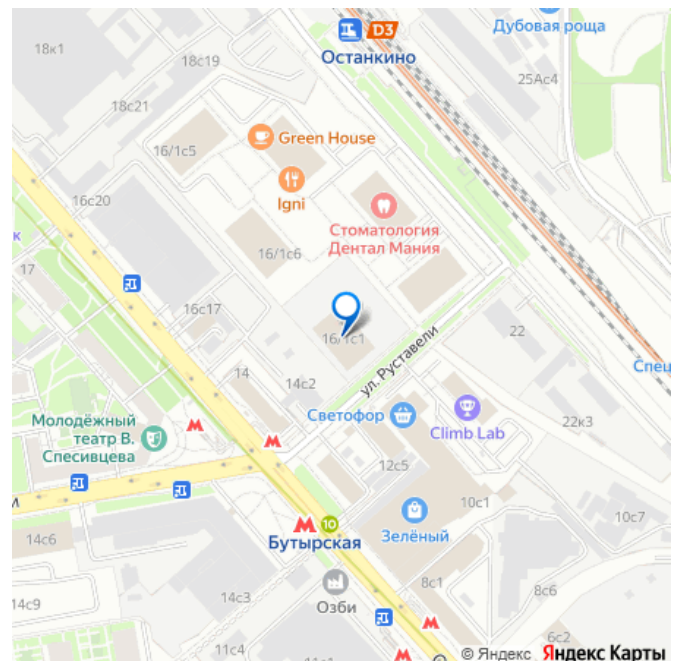 18к1
18с19
D3
Останкино
Дубовая роща
25Ас4
18с21
16/1с5
Green House
16с20
Igni
Стоматология
Дентал Мания
к
17
16/1с6
16с17
16/1с1
22
14
14с2
ул. Руставели
Спец
Молодёжный
театр В.
Спесивцева
Светофор
Climb Lab
22к3
12с5
м
10
Бутырская
10с1
10с7
Зелёный
14с6
14с9
14с3
Озби
8с1
8с6
11с4
6с2
© Яндекс Яндекс Карты